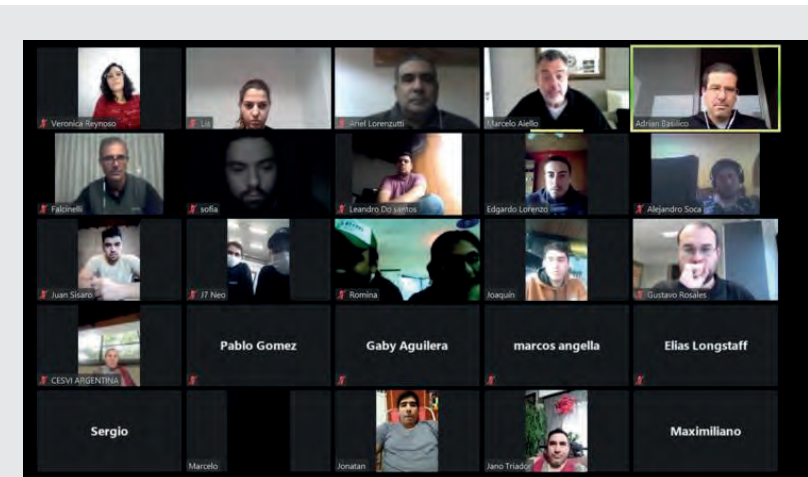 Veronica Reynoso
Liz
Ariel Lorenzutti
Marcelo Aiello
Adrian Basilico
Falcinelli
sofia
Leandro Do santos
Edgardo Lorenzo
Alejandro Soca
Juan Sisaro
J7 Neo
Romina
Joaquín
Gustavo Rosales
CESVI ARGENTINA
Pablo Gomez
Gaby Aguilera
marcos angella
Elias Longstaff
Sergio
Marcelo
Jonatan
Jano Triador
Maximiliano